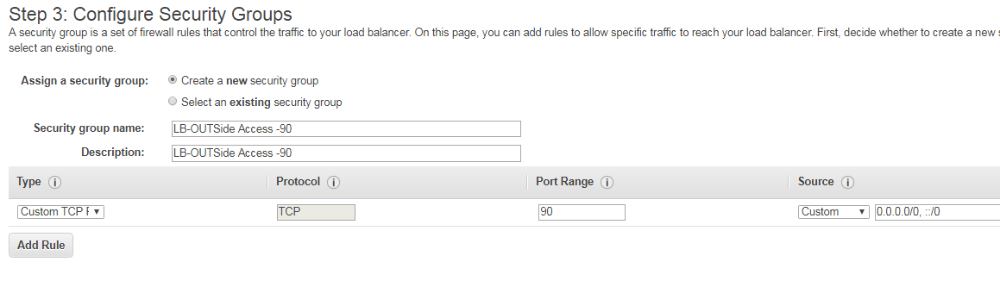 Step 3: Configure Security Groups
A security group is a set of firewall rules that control the traffic to your load balancer. On this page, you can add rules to allow specific traffic to reach your load balancer. First, decide whether to create a new
select an existing one.
Assign a security group: Create a new security group
Select an existing security group
Security group name: LB-OUTSide Access -90
Description: LB-OUTSide Access -90
Type i Protocol i Port Range i Source i
Custom TCP TCP 90 Custom 0.0.0.0/0, ::/0
Add Rule